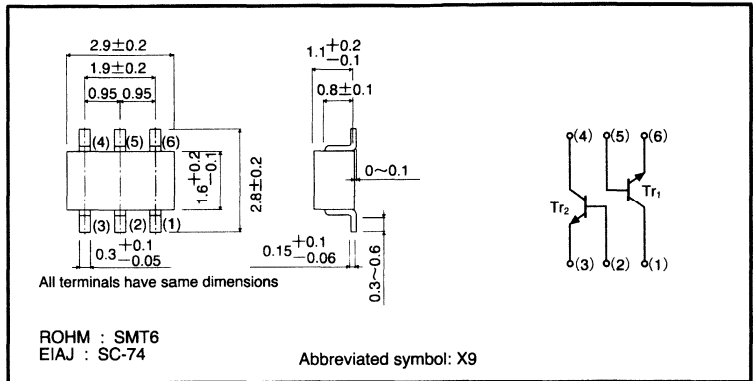 2.9±0.2
1.9±0.2
0.95 0.95
(4) (5) (6)
1.6 +0.2 −0.1
2.8±0.2
(3) (2) (1)
0.3 +0.1 −0.05
All terminals have same dimensions
1.1 +0.2 −0.1
0.8±0.1
0~0.1
0.15 +0.1 −0.06
0.3~0.6
(4) (5) (6)
Tr1
Tr2
(3) (2) (1)
ROHM : SMT6
EIAJ : SC-74
Abbreviated symbol: X9